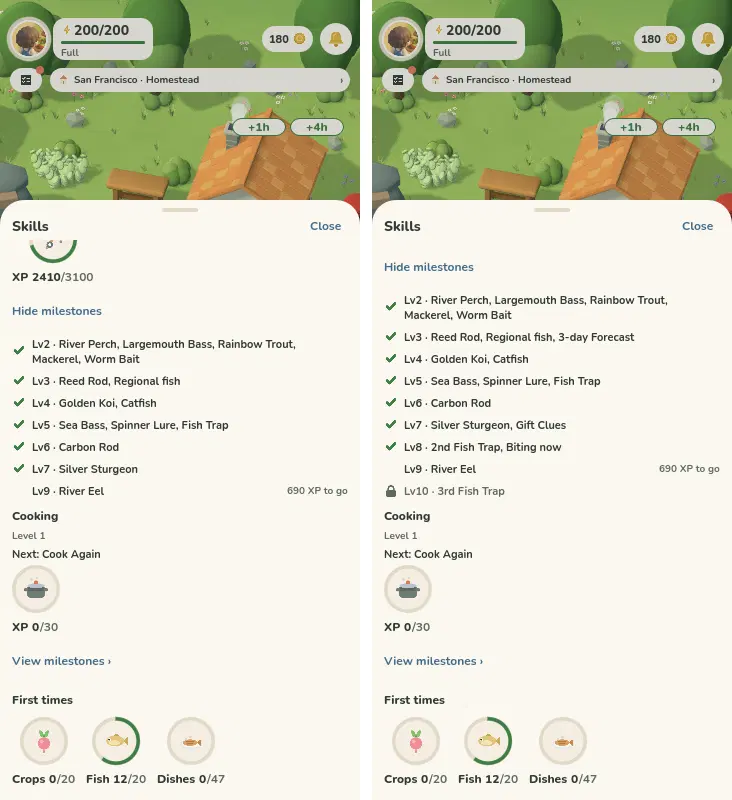 200/200
Full
180
San Francisco · Homestead ›
+1h +4h
Skills
Close
XP 2410/3100
Hide milestones
Lv2 · River Perch, Largemouth Bass, Rainbow Trout,
Mackerel, Worm Bait
Lv3 · Reed Rod, Regional fish
Lv4 · Golden Koi, Catfish
Lv5 · Sea Bass, Spinner Lure, Fish Trap
Lv6 · Carbon Rod
Lv7 · Silver Sturgeon
Lv9 · River Eel 690 XP to go
Cooking
Level 1
Next: Cook Again
XP 0/30
View milestones ›
First times
Crops 0/20 Fish 12/20 Dishes 0/47
200/200
Full
180
San Francisco · Homestead ›
+1h +4h
Skills
Close
Hide milestones
Lv2 · River Perch, Largemouth Bass, Rainbow Trout,
Mackerel, Worm Bait
Lv3 · Reed Rod, Regional fish, 3-day Forecast
Lv4 · Golden Koi, Catfish
Lv5 · Sea Bass, Spinner Lure, Fish Trap
Lv6 · Carbon Rod
Lv7 · Silver Sturgeon, Gift Clues
Lv8 · 2nd Fish Trap, Biting now
Lv9 · River Eel 690 XP to go
Lv10 · 3rd Fish Trap
Cooking
Level 1
Next: Cook Again
XP 0/30
View milestones ›
First times
Crops 0/20 Fish 12/20 Dishes 0/47